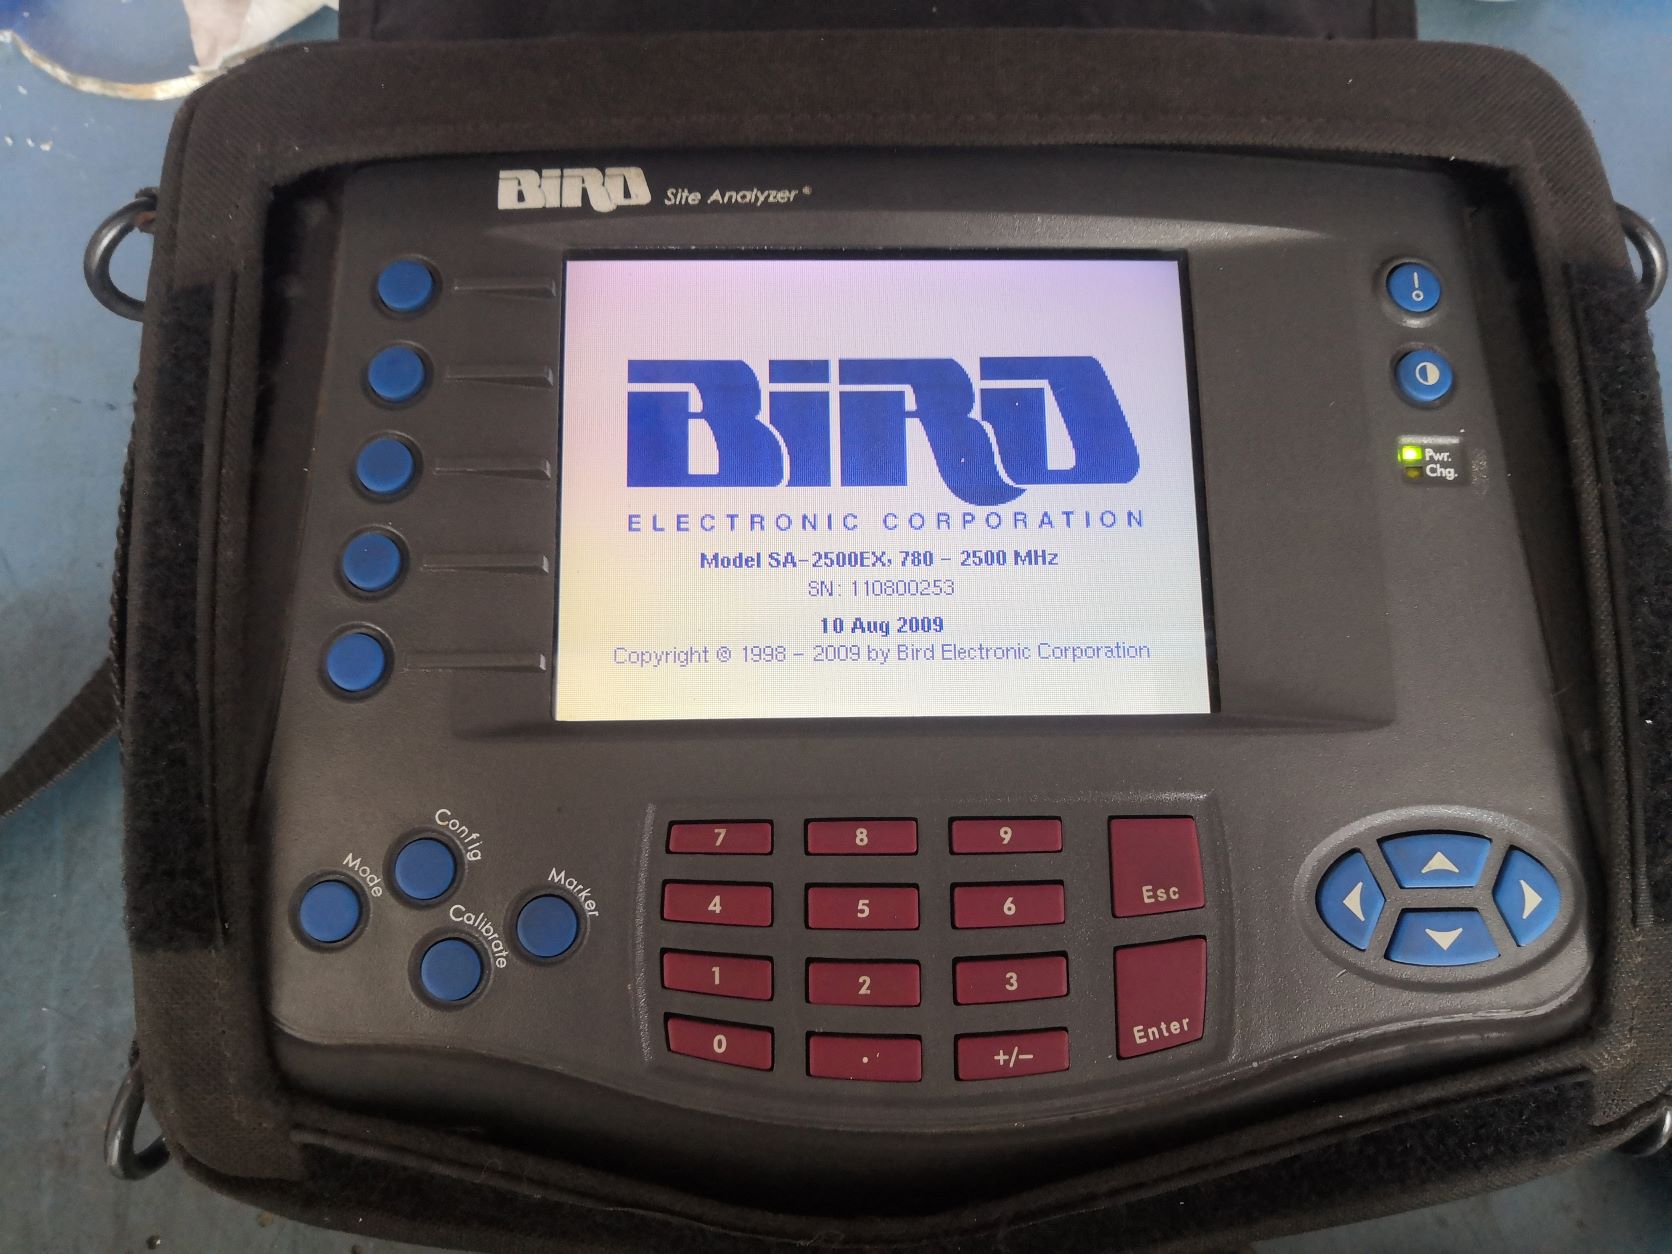 BIRD Site Analyzer®
BIRD
ELECTRONIC CORPORATION
Model SA-2500EX, 780 - 2500 MHz
SN: 110800253
10 Aug 2009
Copyright © 1998 - 2009 by Bird Electronic Corporation
Pwr.
Chg.
Config
Mode
Marker
Calibrate
7 8 9
Esc
4 5 6
1 2 3
Enter
0 . +/−